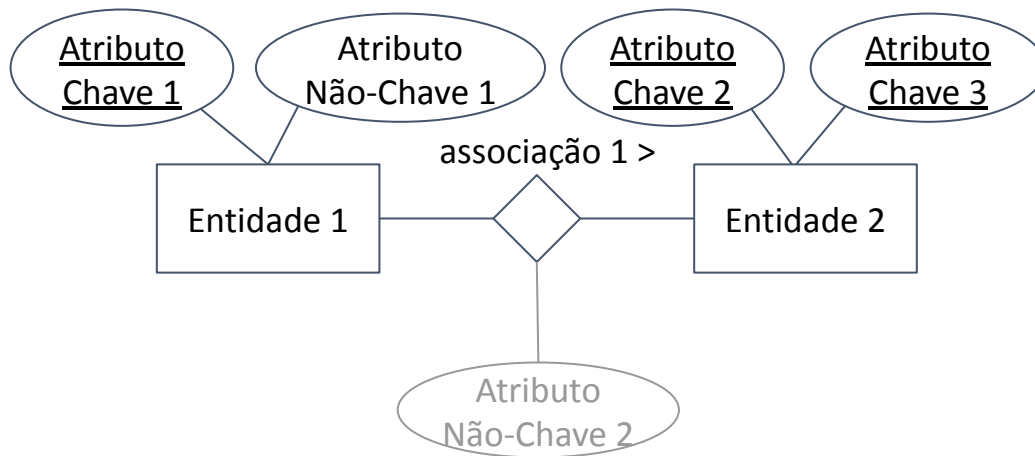 Atributo
Chave 1
Atributo
Não-Chave 1
Atributo
Chave 2
Atributo
Chave 3
associação 1 >
Entidade 1
Entidade 2
Atributo
Não-Chave 2